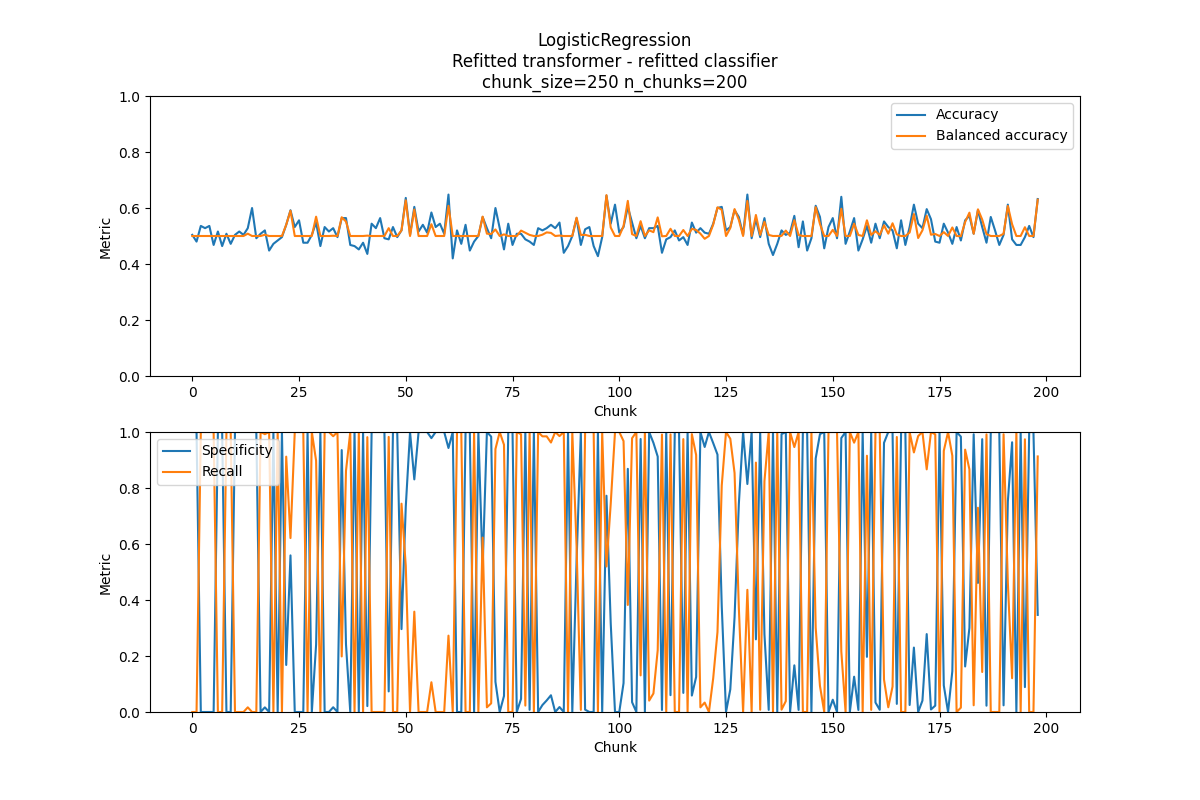 LogisticRegression
Refitted transformer - refitted classifier
chunk_size=250 n_chunks=200
1.0
0.8
0.6
0.4
0.2
0.0
Metric
Accuracy
Balanced accuracy
0 25 50 75 100 125 150 175 200
Chunk
1.0
0.8
0.6
0.4
0.2
0.0
Metric
Specificity
Recall
0 25 50 75 100 125 150 175 200
Chunk